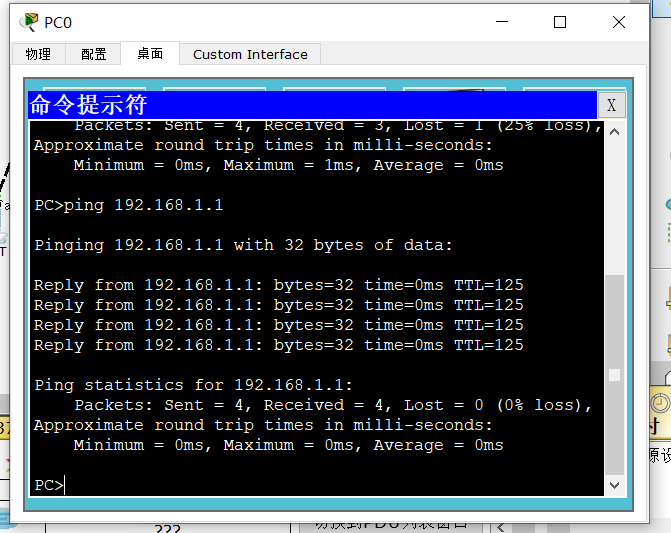 PC0
物理 配置 桌面 Custom Interface
命令提示符 X
Packets: Sent = 4, Received = 3, Lost = 1 (25% loss),
Approximate round trip times in milli-seconds:
Minimum = 0ms, Maximum = 1ms, Average = 0ms
PC>ping 192.168.1.1
Pinging 192.168.1.1 with 32 bytes of data:
Reply from 192.168.1.1: bytes=32 time=0ms TTL=125
Reply from 192.168.1.1: bytes=32 time=0ms TTL=125
Reply from 192.168.1.1: bytes=32 time=0ms TTL=125
Reply from 192.168.1.1: bytes=32 time=0ms TTL=125
Ping statistics for 192.168.1.1:
Packets: Sent = 4, Received = 4, Lost = 0 (0% loss),
Approximate round trip times in milli-seconds:
Minimum = 0ms, Maximum = 0ms, Average = 0ms
PC>
???
切换到PDU列表窗口